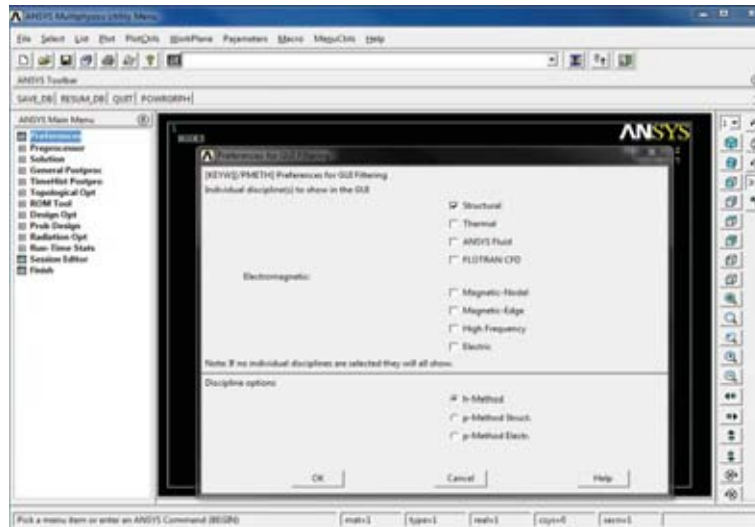 ANSYS Multiphysics Utility Menu
File Select List Plot PlotCtrls WorkPlane Parameters Macro MenuCtrls Help
ANSYS Toolbar
SAVE_DB RESUM_DB QUIT POWRGRPH
ANSYS Main Menu
Preferences
Preprocessor
Solution
General Postproc
TimeHist Postpro
Topological Opt
ROM Tool
Design Opt
Prob Design
Radiation Opt
Run-Time Stats
Session Editor
Finish
1
ANSYS
Preferences for GUI Filtering
[KEYW][/PMETH] Preferences for GUI Filtering
Individual discipline(s) to show in the GUI
Structural
Thermal
ANSYS Fluid
FLOTRAN CFD
Electromagnetic:
Magnetic-Nodal
Magnetic-Edge
High Frequency
Electric
Note: If no individual disciplines are selected they will all show.
Discipline options
h-Method
p-Method Struct.
p-Method Electr.
OK Cancel Help
Pick a menu item or enter an ANSYS Command (BEGIN) mat=1 type=1 real=1 csys=0 secn=1